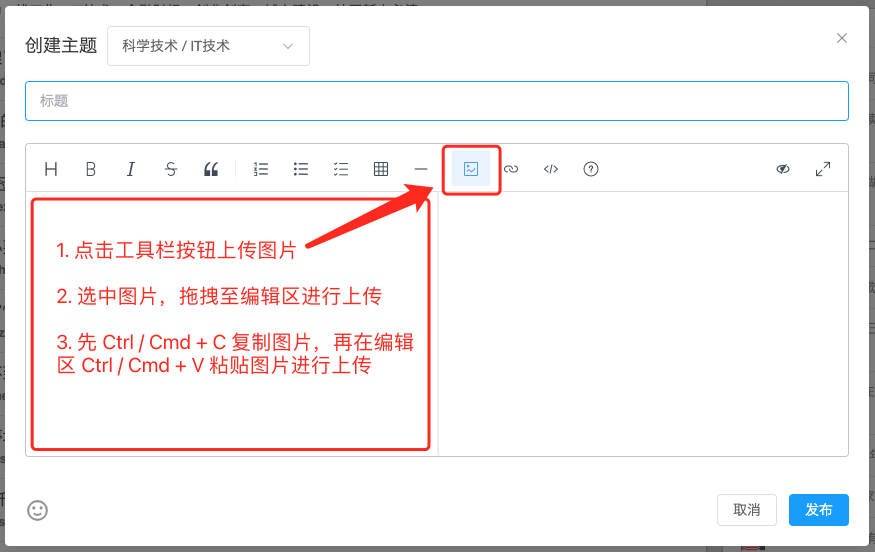 创建主题
科学技术 / IT技术
标题
H B I S
1. 点击工具栏按钮上传图片
2. 选中图片，拖拽至编辑区进行上传
3. 先 Ctrl / Cmd + C 复制图片，再在编辑
区 Ctrl / Cmd + V 粘贴图片进行上传
取消
发布